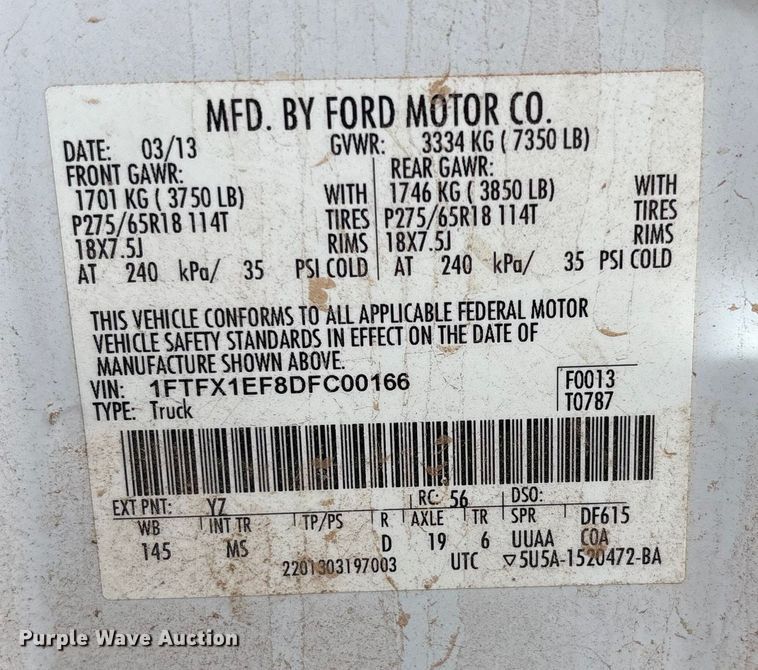 MFD. BY FORD MOTOR CO.
DATE: 03/13 GVWR: 3334 KG ( 7350 LB)
FRONT GAWR: REAR GAWR:
1701 KG ( 3750 LB) WITH 1746 KG ( 3850 LB) WITH
P275/65R18 114T TIRES P275/65R18 114T TIRES
18X7.5J RIMS 18X7.5J RIMS
AT 240 kPa/ 35 PSI COLD AT 240 kPa/ 35 PSI COLD
THIS VEHICLE CONFORMS TO ALL APPLICABLE FEDERAL MOTOR
VEHICLE SAFETY STANDARDS IN EFFECT ON THE DATE OF
MANUFACTURE SHOWN ABOVE.
VIN: 1FTFX1EF8DFC00166 F0013
TYPE: Truck T0787
EXT PNT: YZ RC: 56 DSO:
WB INT TR TP/PS R AXLE TR SPR DF615
145 MS D 19 6 UUAA COA
2201303197003 UTC ▽5U5A-1520472-BA
Purple Wave Auction